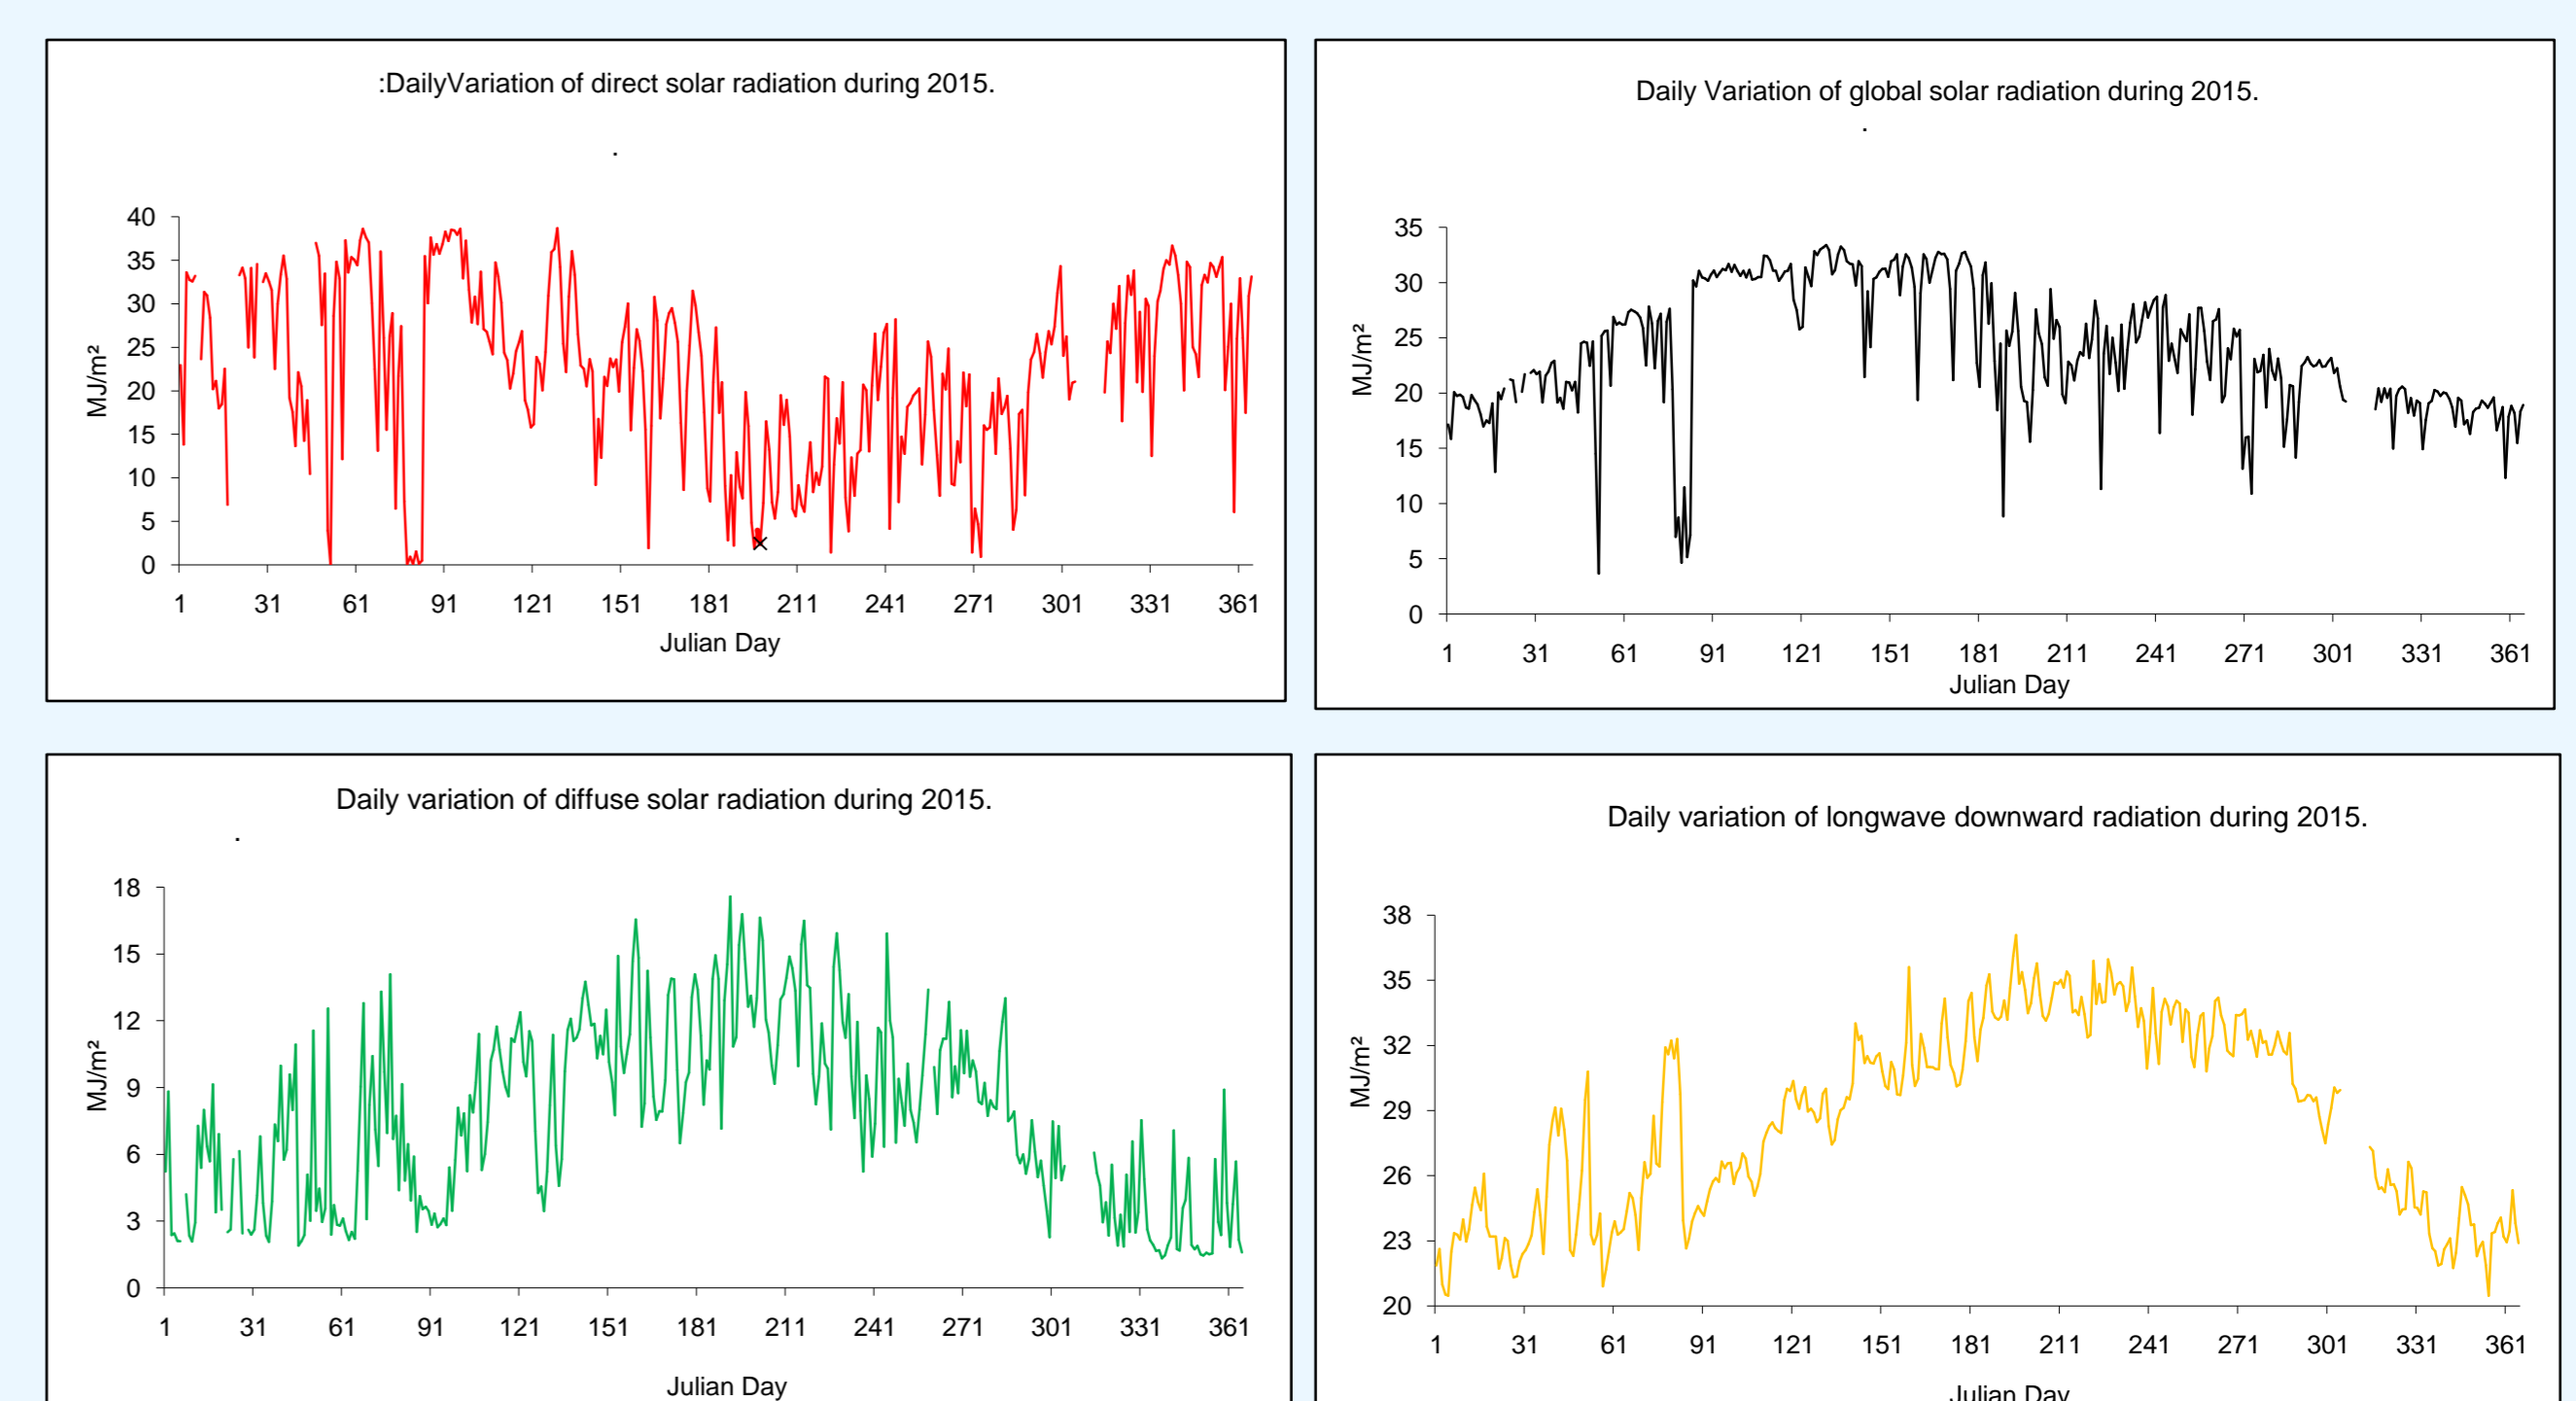 :DailyVariation of direct solar radiation during 2015.
.
40
35
30
25
20
15
10
5
0
MJ/m²
1 31 61 91 121 151 181 211 241 271 301 331 361
Julian Day
Daily Variation of global solar radiation during 2015.
.
35
30
25
20
15
10
5
0
MJ/m²
1 31 61 91 121 151 181 211 241 271 301 331 361
Julian Day
Daily variation of diffuse solar radiation during 2015.
.
18
15
12
9
6
3
0
MJ/m²
1 31 61 91 121 151 181 211 241 271 301 331 361
Julian Day
Daily variation of longwave downward radiation during 2015.
38
35
32
29
26
23
20
MJ/m²
1 31 61 91 121 151 181 211 241 271 301 331 361
Julian Day